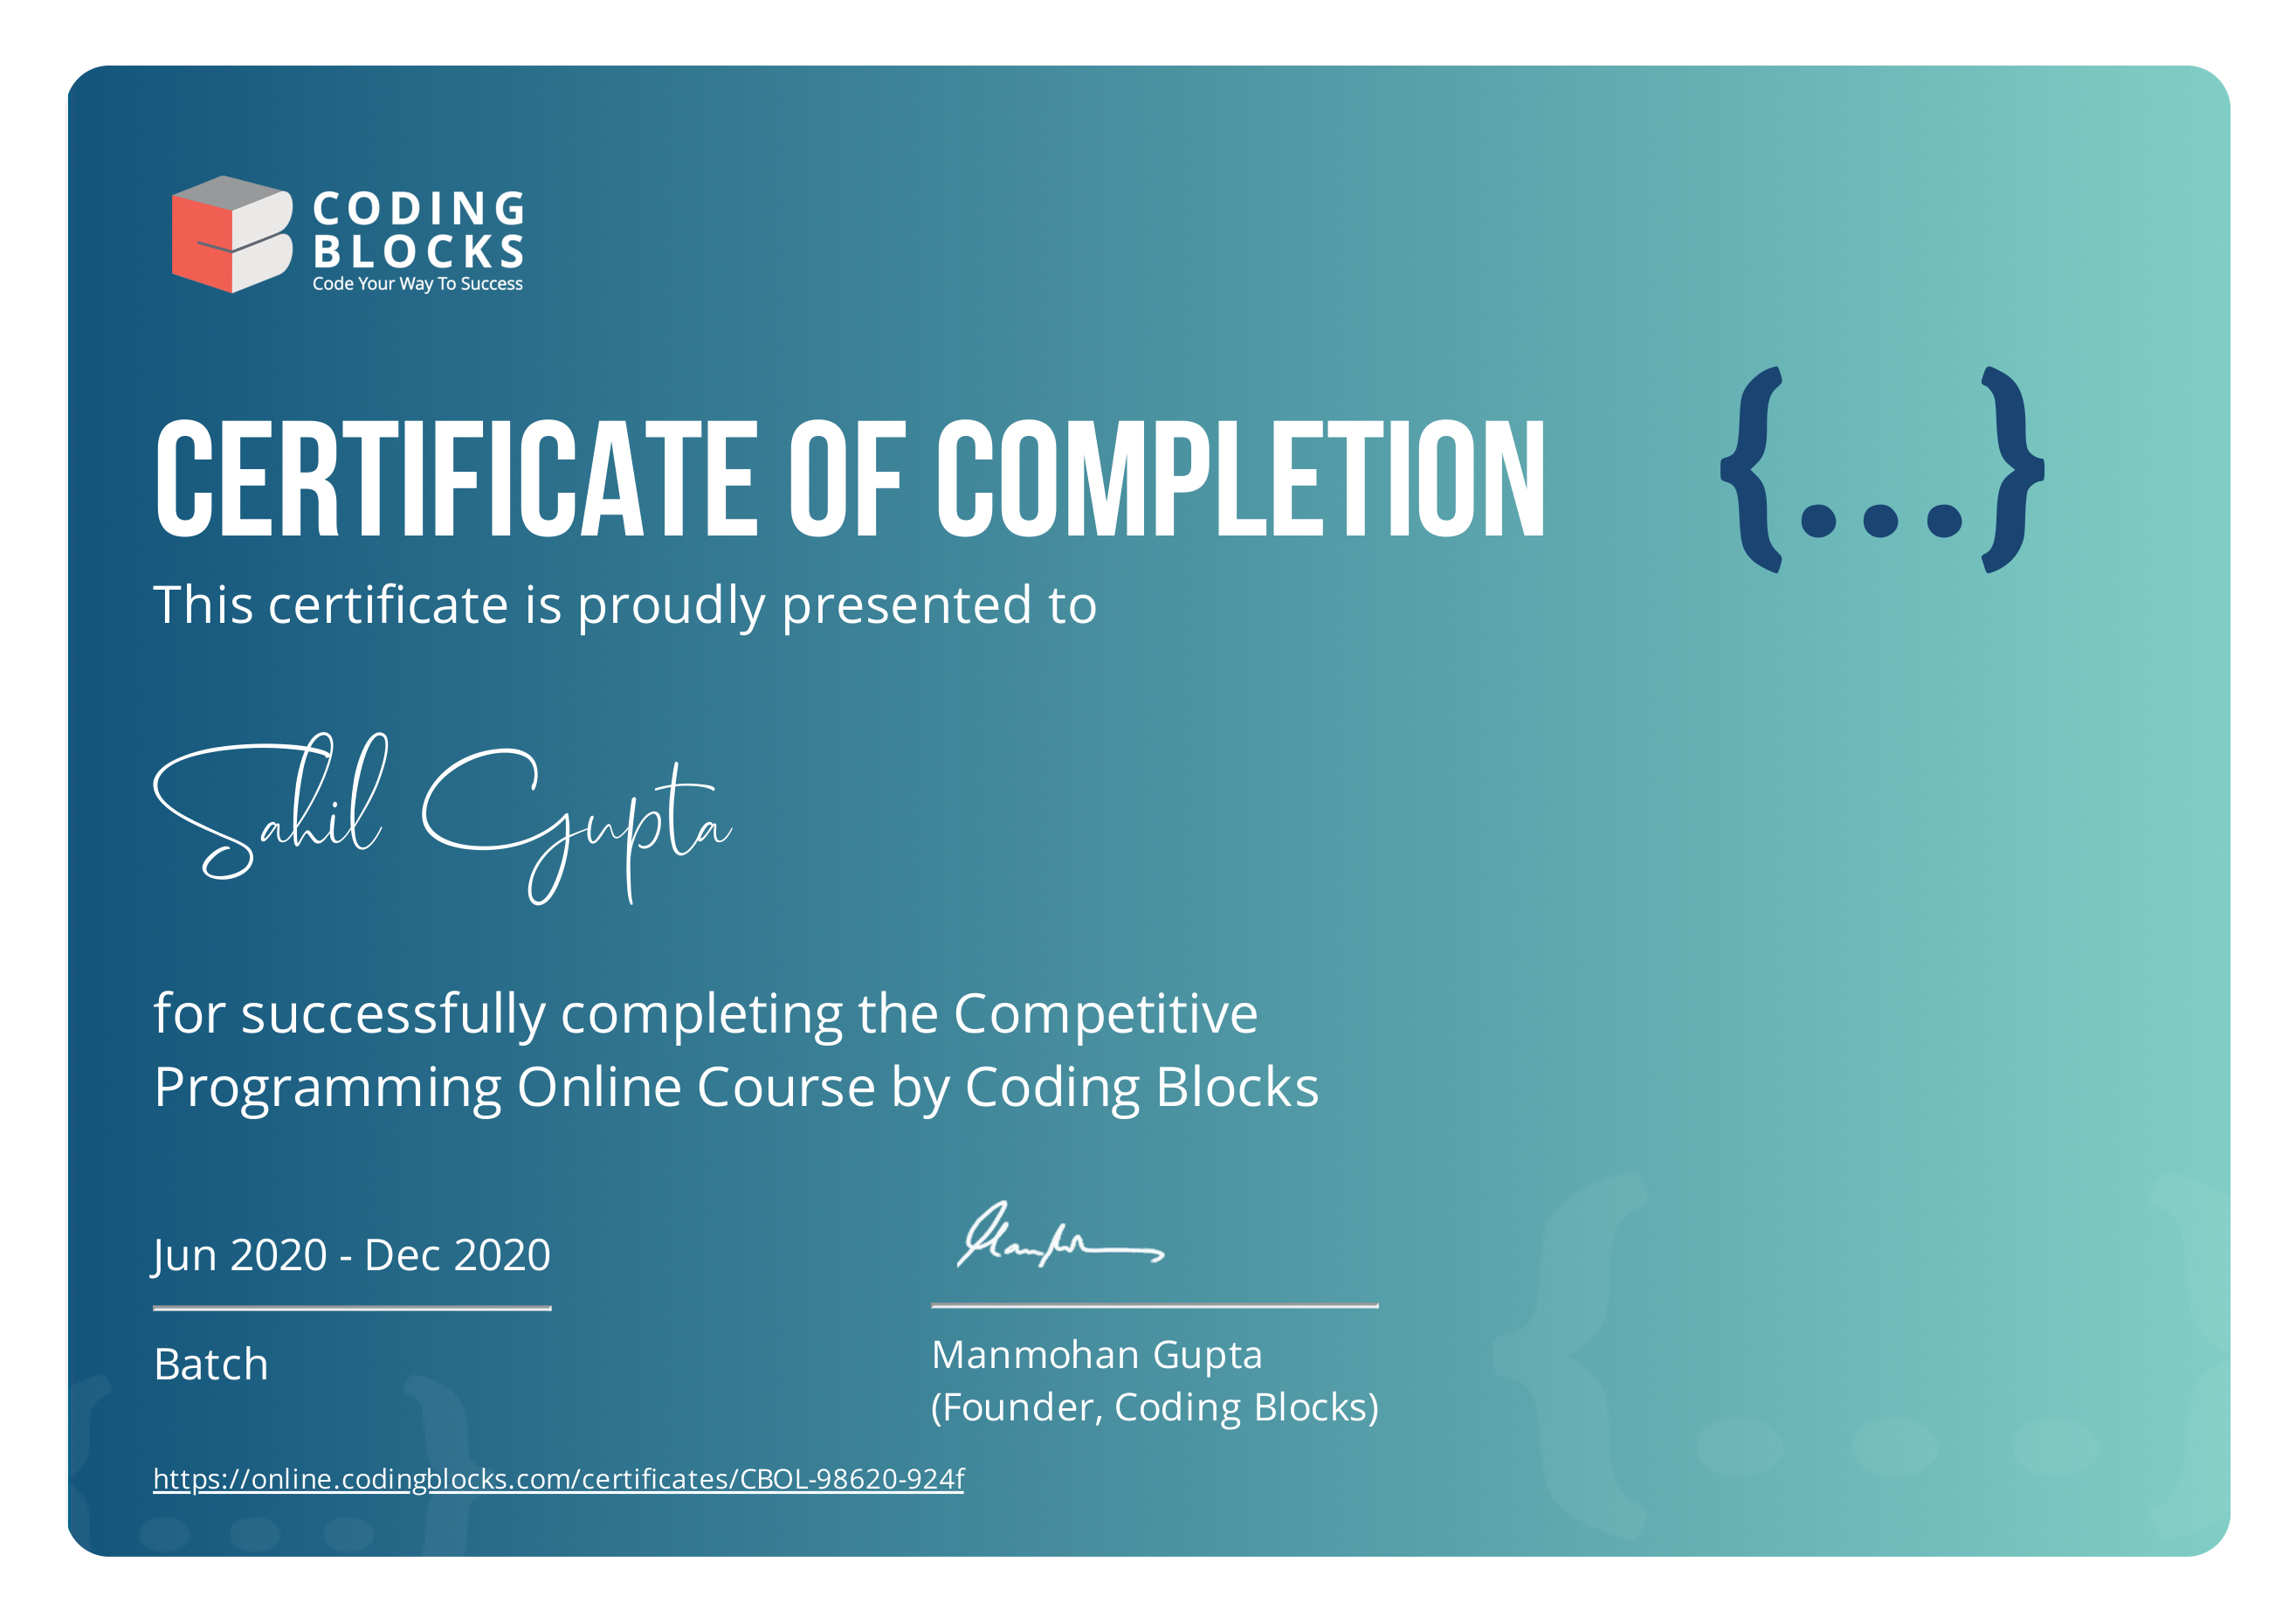 CODING
BLOCKS
Code Your Way To Success
CERTIFICATE OF COMPLETION
{...}
This certificate is proudly presented to
Sahil Gupta
for successfully completing the Competitive
Programming Online Course by Coding Blocks
Jun 2020 - Dec 2020
Batch
Manmohan Gupta
(Founder, Coding Blocks)
https://online.codingblocks.com/certificates/CBOL-98620-924f